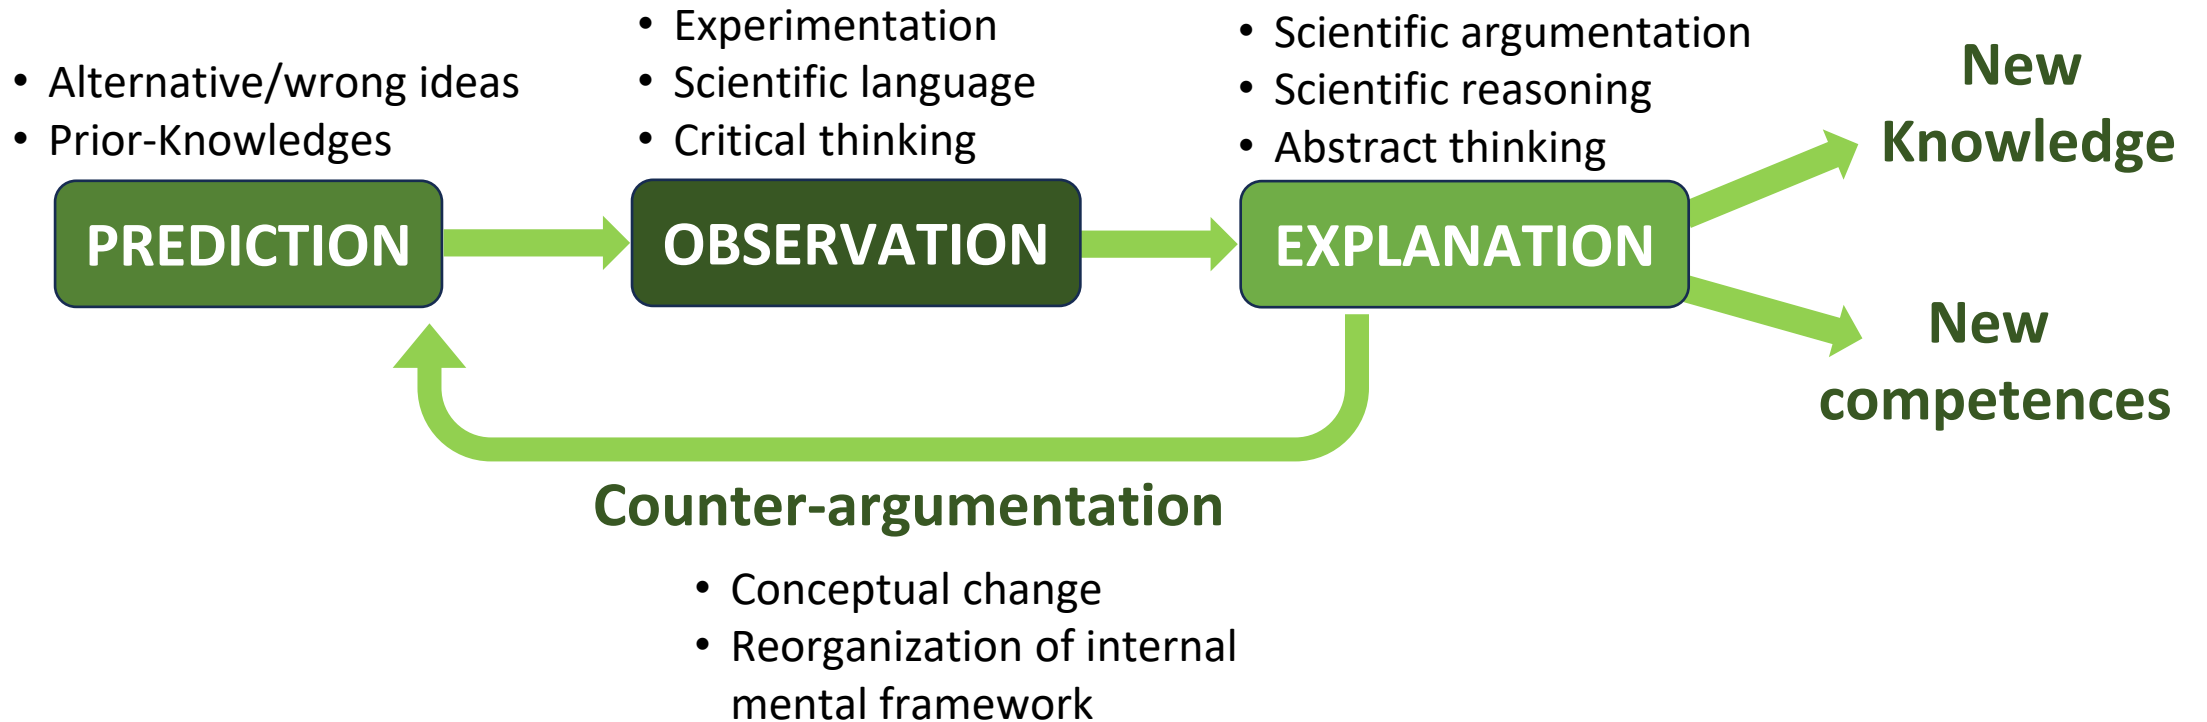 • Alternative/wrong ideas
• Prior-Knowledges
PREDICTION
• Experimentation
• Scientific language
• Critical thinking
OBSERVATION
• Scientific argumentation
• Scientific reasoning
• Abstract thinking
EXPLANATION
New
Knowledge
New
competences
Counter-argumentation
• Conceptual change
• Reorganization of internal
mental framework